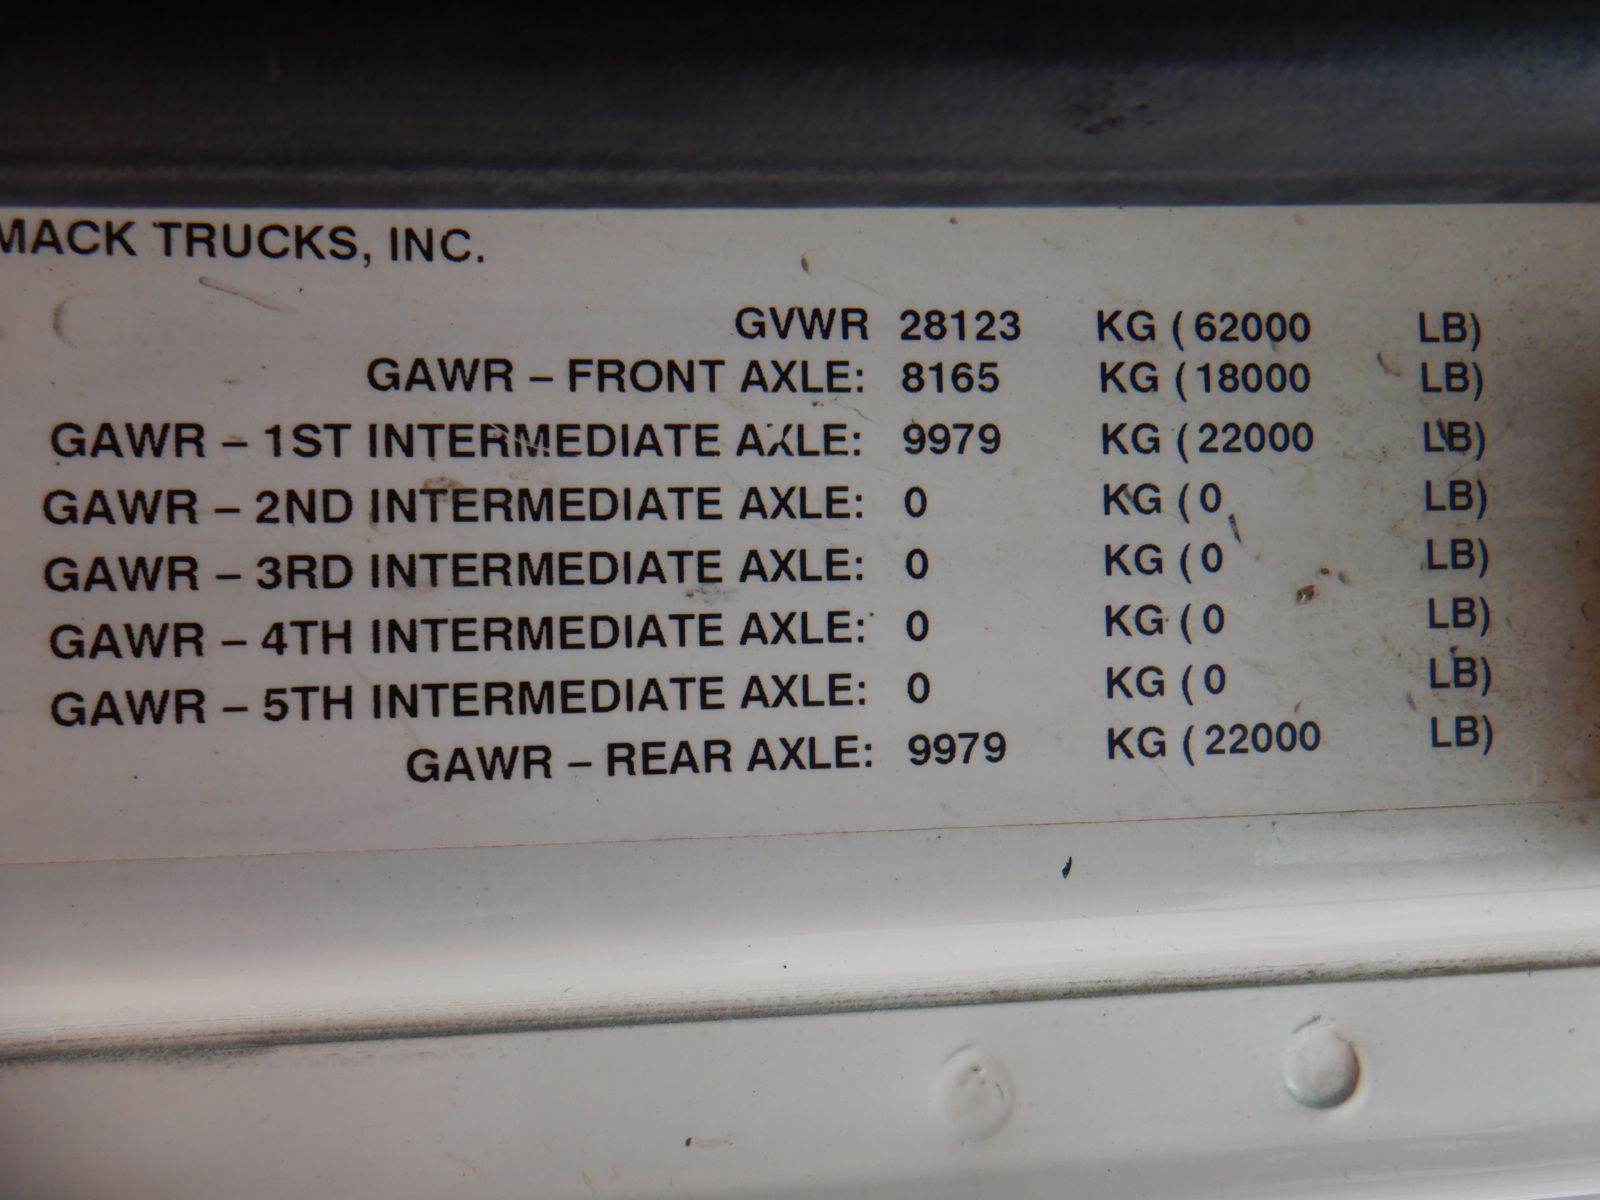 MACK TRUCKS, INC.
GVWR 28123 KG (62000 LB)
GAWR – FRONT AXLE: 8165 KG (18000 LB)
GAWR – 1ST INTERMEDIATE AXLE: 9979 KG (22000 LB)
GAWR – 2ND INTERMEDIATE AXLE: 0 KG (0 LB)
GAWR – 3RD INTERMEDIATE AXLE: 0 KG (0 LB)
GAWR – 4TH INTERMEDIATE AXLE: 0 KG (0 LB)
GAWR – 5TH INTERMEDIATE AXLE: 0 KG (0 LB)
GAWR – REAR AXLE: 9979 KG (22000 LB)